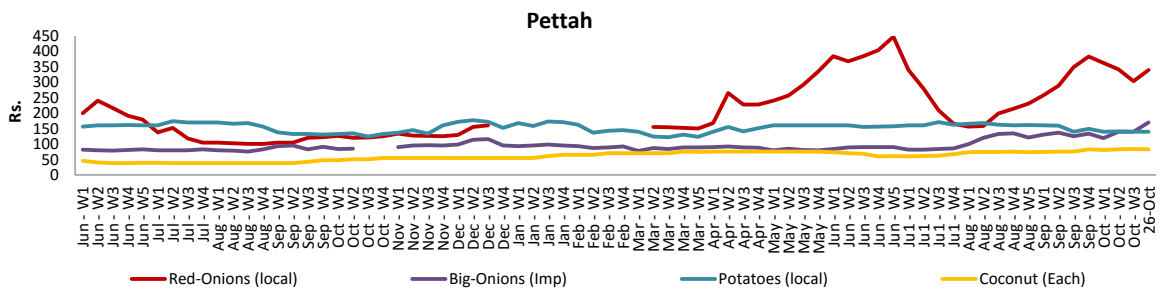 Pettah
450
400
350
300
250
200
150
100
50
0
Rs.
Jun - W1
Jun - W2
Jun - W3
Jun - W4
Jun - W5
Jul - W1
Jul - W2
Jul - W3
Jul - W4
Aug - W1
Aug - W2
Aug - W3
Aug - W4
Sep - W1
Sep - W2
Sep - W3
Sep - W4
Oct - W1
Oct - W2
Oct - W3
Oct - W4
Nov - W1
Nov - W2
Nov - W3
Nov - W4
Dec - W1
Dec - W2
Dec - W3
Dec - W4
Jan - W1
Jan - W2
Jan - W3
Jan - W4
Feb - W1
Feb - W2
Feb - W3
Feb - W4
Mar - W1
Mar - W2
Mar - W3
Mar - W4
Apr - W1
Apr - W2
Apr - W3
Apr - W4
May - W1
May - W2
May - W3
May - W4
Jun - W1
Jun - W2
Jun - W3
Jun - W4
Jun - W5
Ju1 - W1
Ju1 - W2
Ju1 - W3
Ju1 - W4
Aug - W1
Aug - W2
Aug - W3
Aug - W4
Aug - W5
Sep - W1
Sep - W2
Sep - W3
Sep - W4
Oct - W1
Oct - W2
Oct - W3
26-Oct
Red-Onions (local)
Big-Onions (Imp)
Potatoes (local)
Coconut (Each)